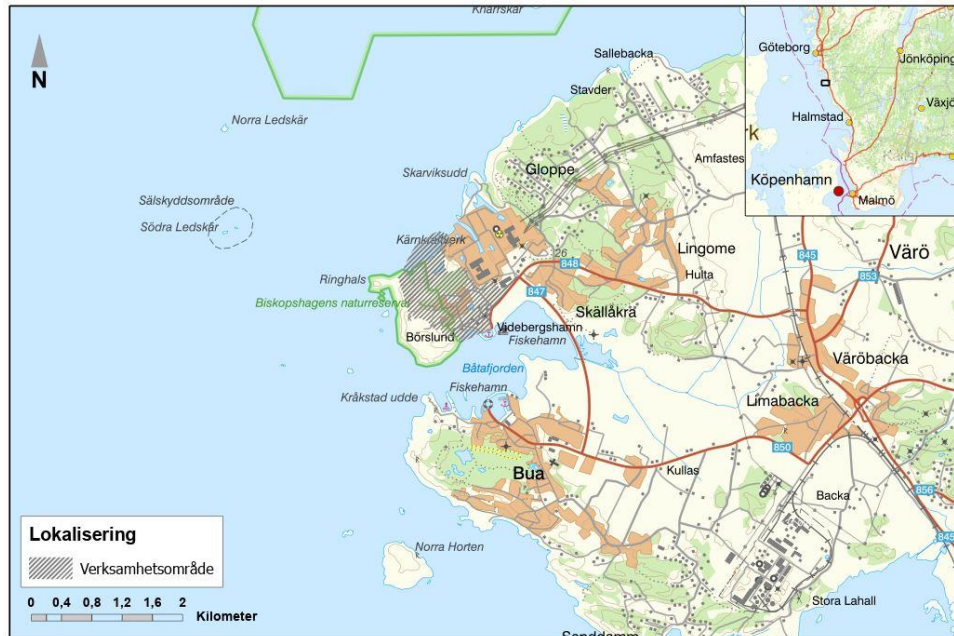 Knarrskär
N
Norra Ledskär
Sälskyddsområde
Södra Ledskär
Sallebacka
Stavder
Gloppe
Amfastes
Skarviksudd
Kärnkraftverk
Ringhals
Biskopshagens naturreservat
Börslund
26
848
847
Lingome
Hulta
Skällåkra
Videbergshamn
Fiskehamn
Båtafjorden
Fiskehamn
Kråkstad udde
Bua
Kullas
850
Limabacka
Väröbacka
Värö
845
853
856
845
Backa
Stora Lahall
Norra Horten
Göteborg
Jönköping
Växjö
Halmstad
Köpenhamn
Malmö
Lokalisering
Verksamhetsområde
0 0,4 0,8 1,2 1,6 2
Kilometer